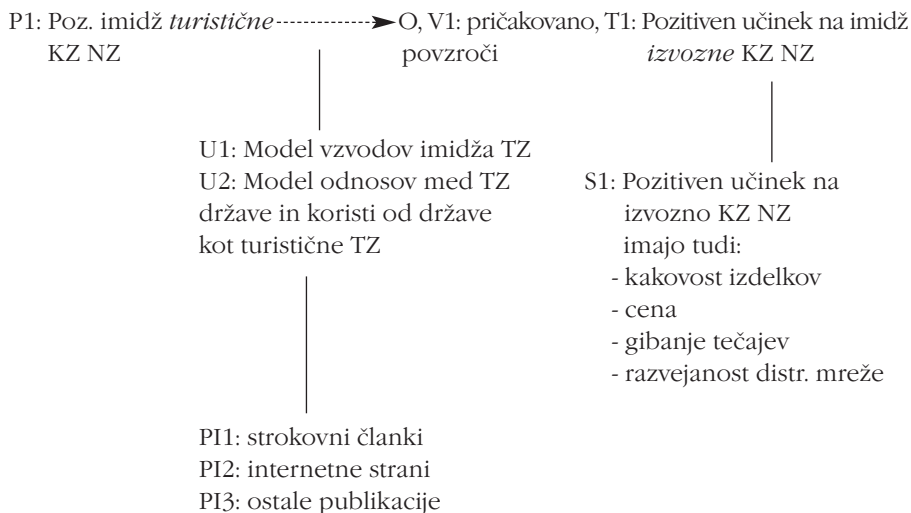 P1: Poz. imidž turistične
KZ NZ
O, V1: pričakovano,
povzroči
T1: Pozitiven učinek na imidž
izvozne KZ NZ
U1: Model vzvodov imidža TZ
U2: Model odnosov med TZ
države in koristi od države
kot turistične TZ
S1: Pozitiven učinek na
izvozno KZ NZ
imajo tudi:
- kakovost izdelkov
- cena
- gibanje tečajev
- razvejanost distr. mreže
PI1: strokovni članki
PI2: internetne strani
PI3: ostale publikacije